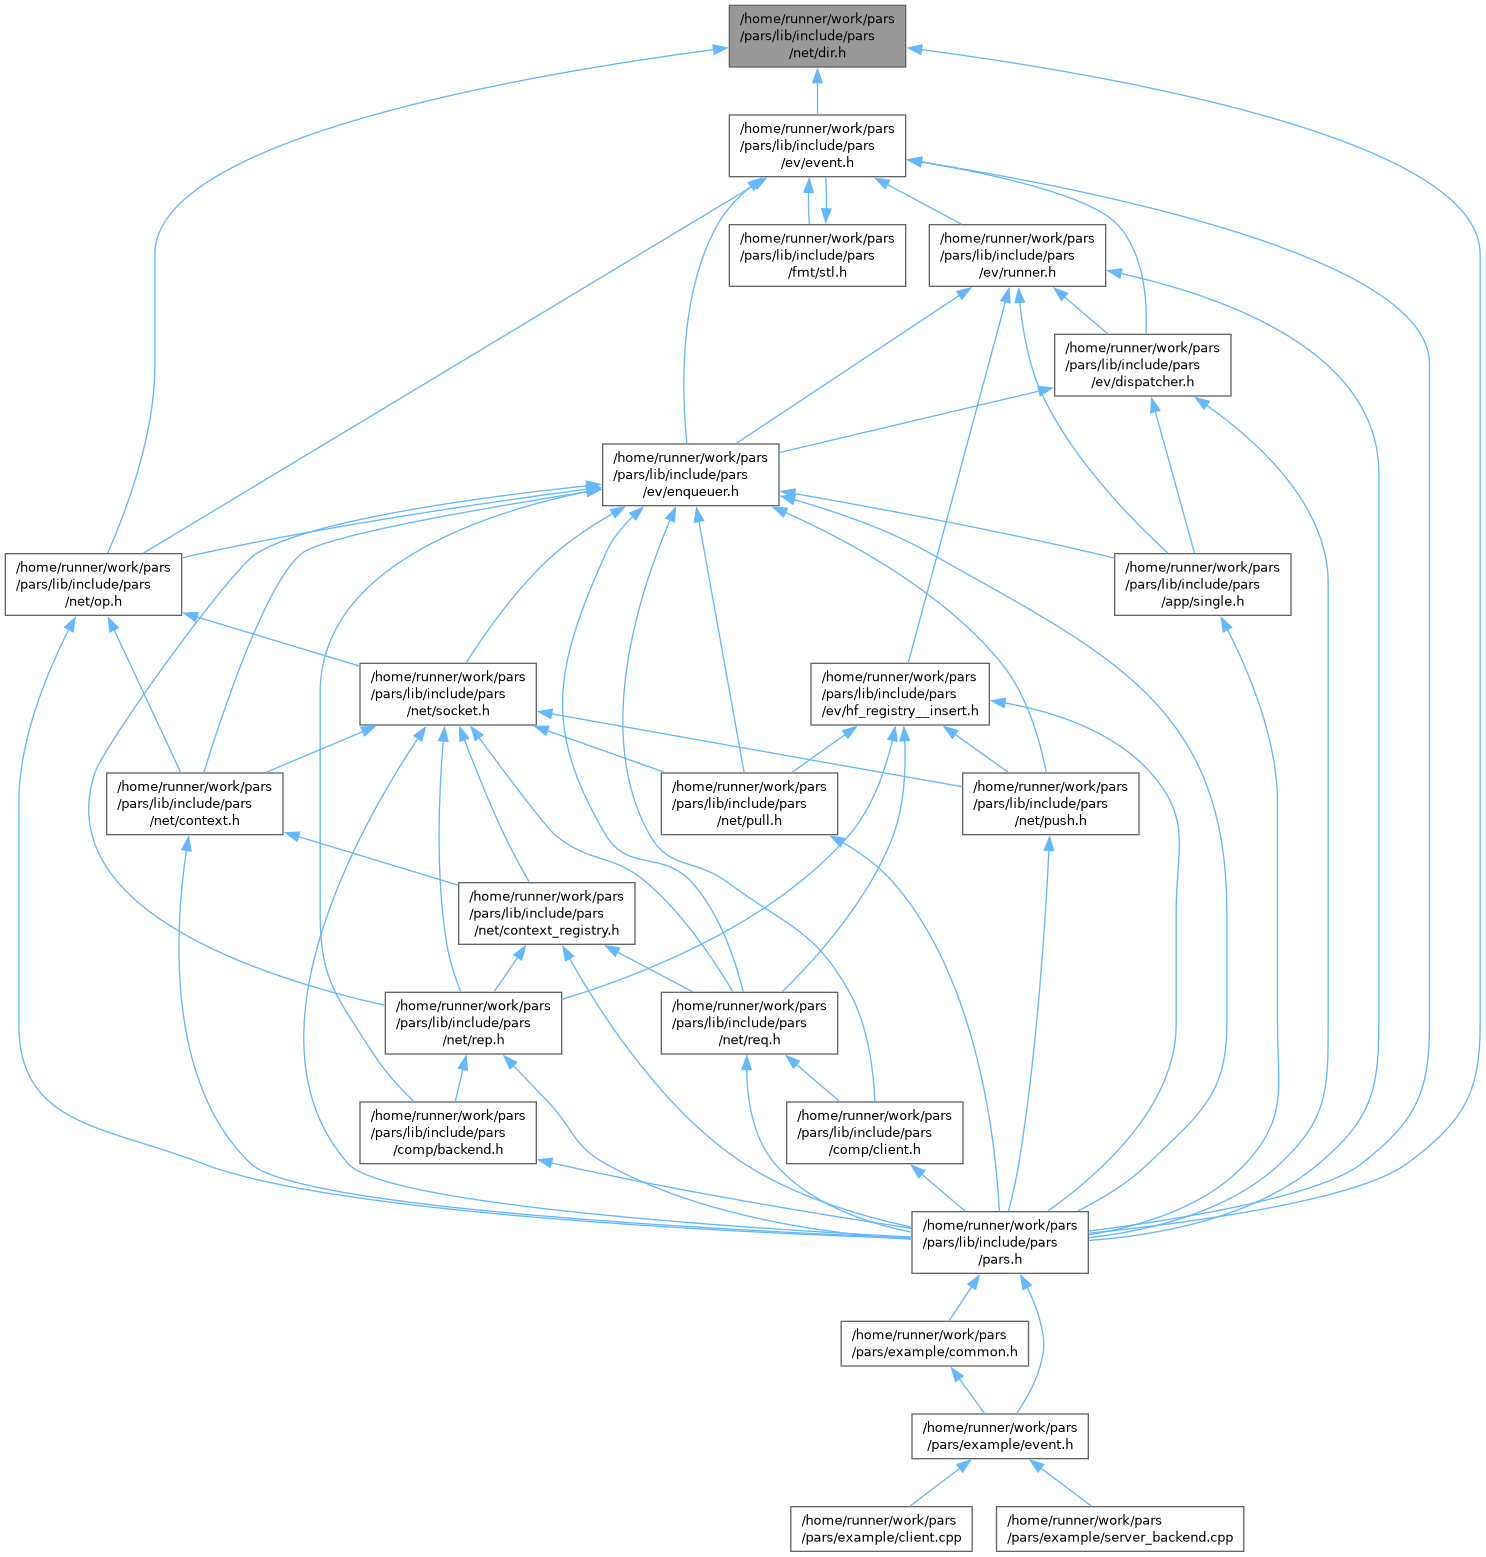 /home/runner/work/pars
/pars/lib/include/pars
/net/dir.h
/home/runner/work/pars
/pars/lib/include/pars
/ev/event.h
/home/runner/work/pars
/pars/lib/include/pars
/fmt/stl.h
/home/runner/work/pars
/pars/lib/include/pars
/ev/runner.h
/home/runner/work/pars
/pars/lib/include/pars
/ev/dispatcher.h
/home/runner/work/pars
/pars/lib/include/pars
/ev/enqueuer.h
/home/runner/work/pars
/pars/lib/include/pars
/net/op.h
/home/runner/work/pars
/pars/lib/include/pars
/app/single.h
/home/runner/work/pars
/pars/lib/include/pars
/net/socket.h
/home/runner/work/pars
/pars/lib/include/pars
/ev/hf_registry__insert.h
/home/runner/work/pars
/pars/lib/include/pars
/net/context.h
/home/runner/work/pars
/pars/lib/include/pars
/net/pull.h
/home/runner/work/pars
/pars/lib/include/pars
/net/push.h
/home/runner/work/pars
/pars/lib/include/pars
/net/context_registry.h
/home/runner/work/pars
/pars/lib/include/pars
/net/rep.h
/home/runner/work/pars
/pars/lib/include/pars
/net/req.h
/home/runner/work/pars
/pars/lib/include/pars
/comp/backend.h
/home/runner/work/pars
/pars/lib/include/pars
/comp/client.h
/home/runner/work/pars
/pars/lib/include/pars
/pars.h
/home/runner/work/pars
/pars/example/common.h
/home/runner/work/pars
/pars/example/event.h
/home/runner/work/pars
/pars/example/client.cpp
/home/runner/work/pars
/pars/example/server_backend.cpp